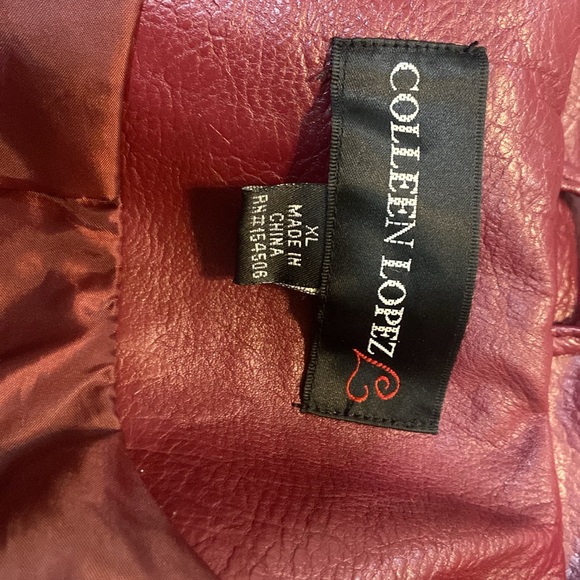 COLLEEN LOPEZ
XL
MADE IN
CHINA
RN#154506